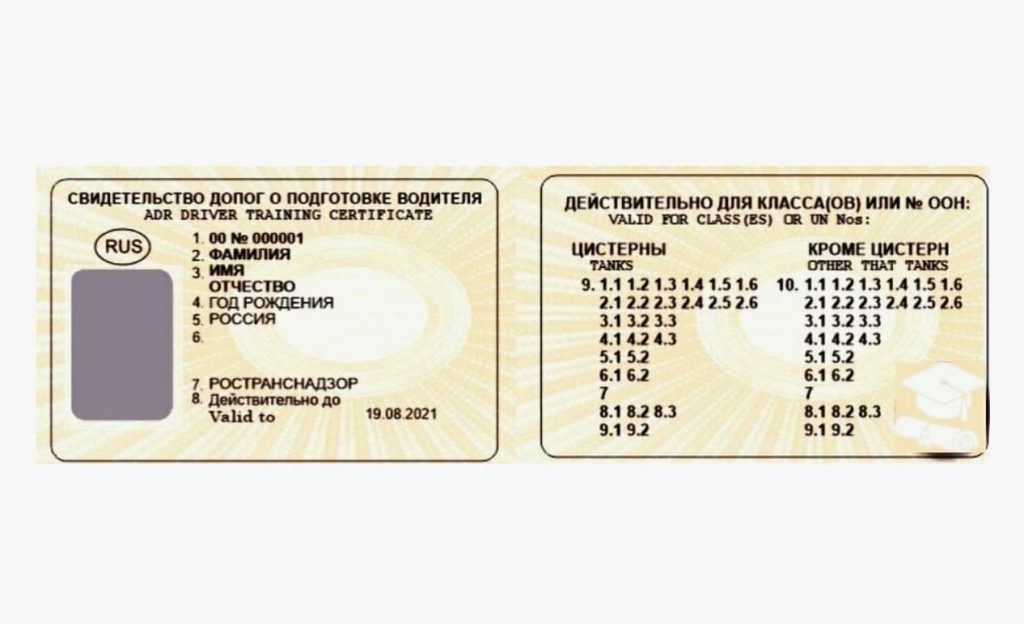 СВИДЕТЕЛЬСТВО ДОПОГ О ПОДГОТОВКЕ ВОДИТЕЛЯ
ADR DRIVER TRAINING CERTIFICATE
RUS
1. 00 № 000001
2. ФАМИЛИЯ
3. ИМЯ
ОТЧЕСТВО
4. ГОД РОЖДЕНИЯ
5. РОССИЯ
6.
7. РОСТРАНСНАДЗОР
8. Действительно до
Valid to 19.08.2021
ДЕЙСТВИТЕЛЬНО ДЛЯ КЛАССА(ОВ) ИЛИ № ООН:
VALID FOR CLASS(ES) OR UN Nos:
ЦИСТЕРНЫ
TANKS
9. 1.1 1.2 1.3 1.4 1.5 1.6
2.1 2.2 2.3 2.4 2.5 2.6
3.1 3.2 3.3
4.1 4.2 4.3
5.1 5.2
6.1 6.2
7
8.1 8.2 8.3
9.1 9.2
КРОМЕ ЦИСТЕРН
OTHER THAT TANKS
10. 1.1 1.2 1.3 1.4 1.5 1.6
2.1 2.2 2.3 2.4 2.5 2.6
3.1 3.2 3.3
4.1 4.2 4.3
5.1 5.2
6.1 6.2
7
8.1 8.2 8.3
9.1 9.2